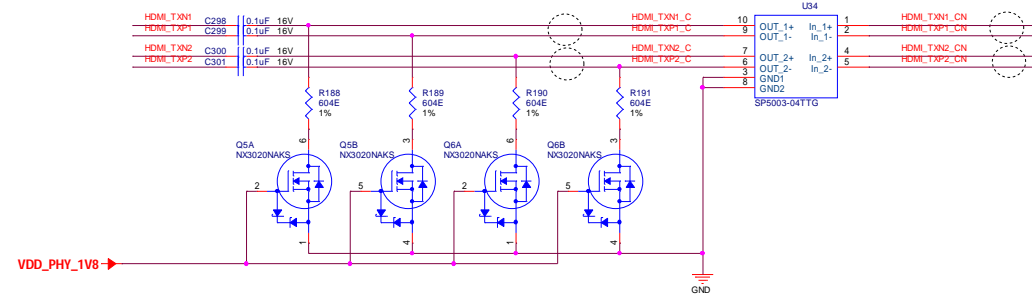 U34
HDMI_TXN1 C298 0.1uF 16V HDMI_TXN1_C 10 OUT_1+ In_1+ 1 HDMI_TXN1_CN
HDMI_TXP1 C299 0.1uF 16V HDMI_TXP1_C 9 OUT_1- In_1- 2 HDMI_TXP1_CN
HDMI_TXN2 C300 0.1uF 16V HDMI_TXN2_C 7 OUT_2+ In_2+ 4 HDMI_TXN2_CN
HDMI_TXP2 C301 0.1uF 16V HDMI_TXP2_C 6 OUT_2- In_2- 5 HDMI_TXP2_CN
3 GND1
8 GND2
SP5003-04TTG
R188 R189 R190 R191
604E 604E 604E 604E
1% 1% 1% 1%
6 3 6 3
Q5A Q5B Q6A Q6B
NX3020NAKS NX3020NAKS NX3020NAKS NX3020NAKS
2 5 2 5
1 4 1 4
VDD_PHY_1V8
GND